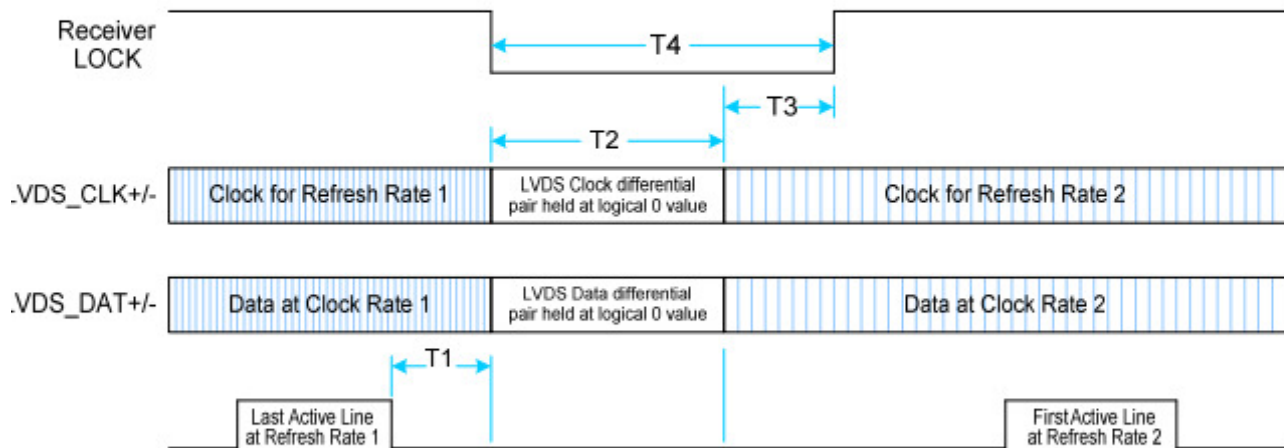 Receiver
LOCK
T4
T3
T2
.VDS_CLK+/-
Clock for Refresh Rate 1
LVDS Clock differential
pair held at logical 0 value
Clock for Refresh Rate 2
.VDS_DAT+/-
Data at Clock Rate 1
LVDS Data differential
pair held at logical 0 value
Data at Clock Rate 2
T1
Last Active Line
at Refresh Rate 1
First Active Line
at Refresh Rate 2